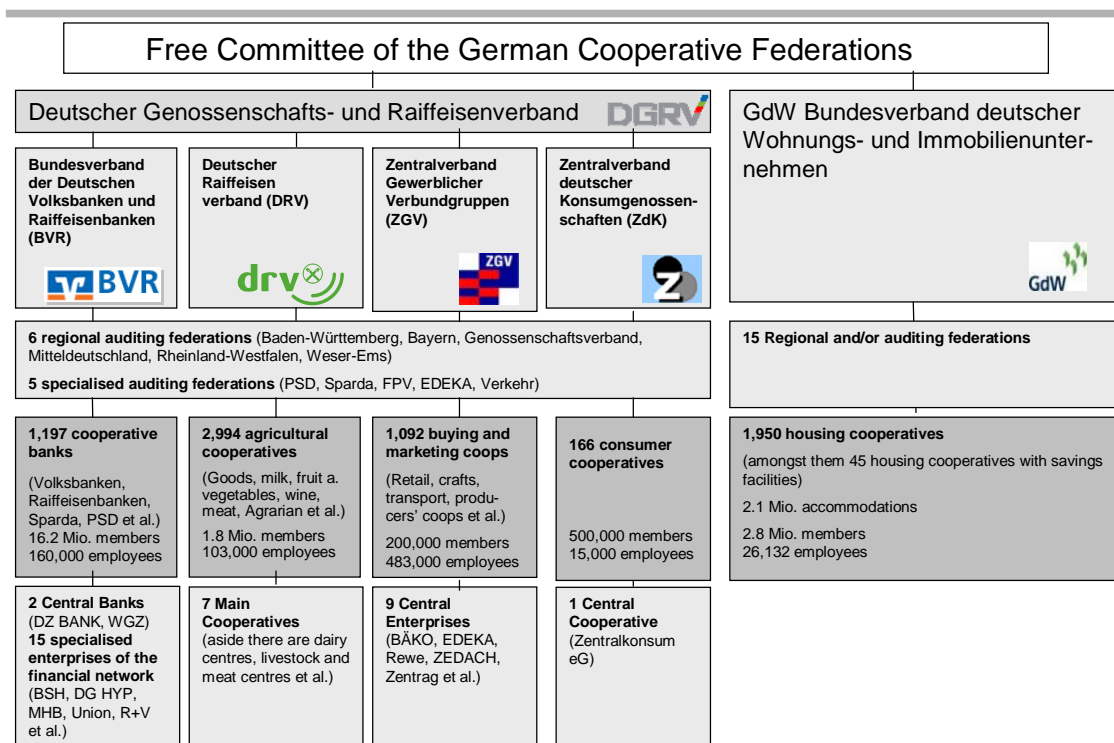 Free Committee of the German Cooperative Federations
Deutscher Genossenschafts- und Raiffeisenverband
DGRV
GdW Bundesverband deutscher
Wohnungs- und Immobilienunter-
nehmen
GdW
Bundesverband
der Deutschen
Volksbanken und
Raiffeisenbanken
(BVR)
BVR
Deutscher
Raiffeisen
verband (DRV)
drv
Zentralverband
Gewerblicher
Verbundgruppen
(ZGV)
ZGV
Zentralverband
deutscher
Konsumgenossen-
schaften (ZdK)
Z
6 regional auditing federations (Baden-Württemberg, Bayern, Genossenschaftsverband,
Mitteldeutschland, Rheinland-Westfalen, Weser-Ems)
5 specialised auditing federations (PSD, Sparda, FPV, EDEKA, Verkehr)
15 Regional and/or auditing federations
1,197 cooperative
banks
(Volksbanken,
Raiffeisenbanken,
Sparda, PSD et al.)
16.2 Mio. members
160,000 employees
2,994 agricultural
cooperatives
(Goods, milk, fruit a.
vegetables, wine,
meat, Agrarian et al.)
1.8 Mio. members
103,000 employees
1,092 buying and
marketing coops
(Retail, crafts,
transport, produ-
cers' coops et al.)
200,000 members
483,000 employees
166 consumer
cooperatives
500,000 members
15,000 employees
1,950 housing cooperatives
(amongst them 45 housing cooperatives with savings
facilities)
2.1 Mio. accommodations
2.8 Mio. members
26,132 employees
2 Central Banks
(DZ BANK, WGZ)
15 specialised
enterprises of the
financial network
(BSH, DG HYP,
MHB, Union, R+V
et al.)
7 Main
Cooperatives
(aside there are dairy
centres, livestock and
meat centres et al.)
9 Central
Enterprises
(BÄKO, EDEKA,
Rewe, ZEDACH,
Zentrag et al.)
1 Central
Cooperative
(Zentralkonsum
eG)